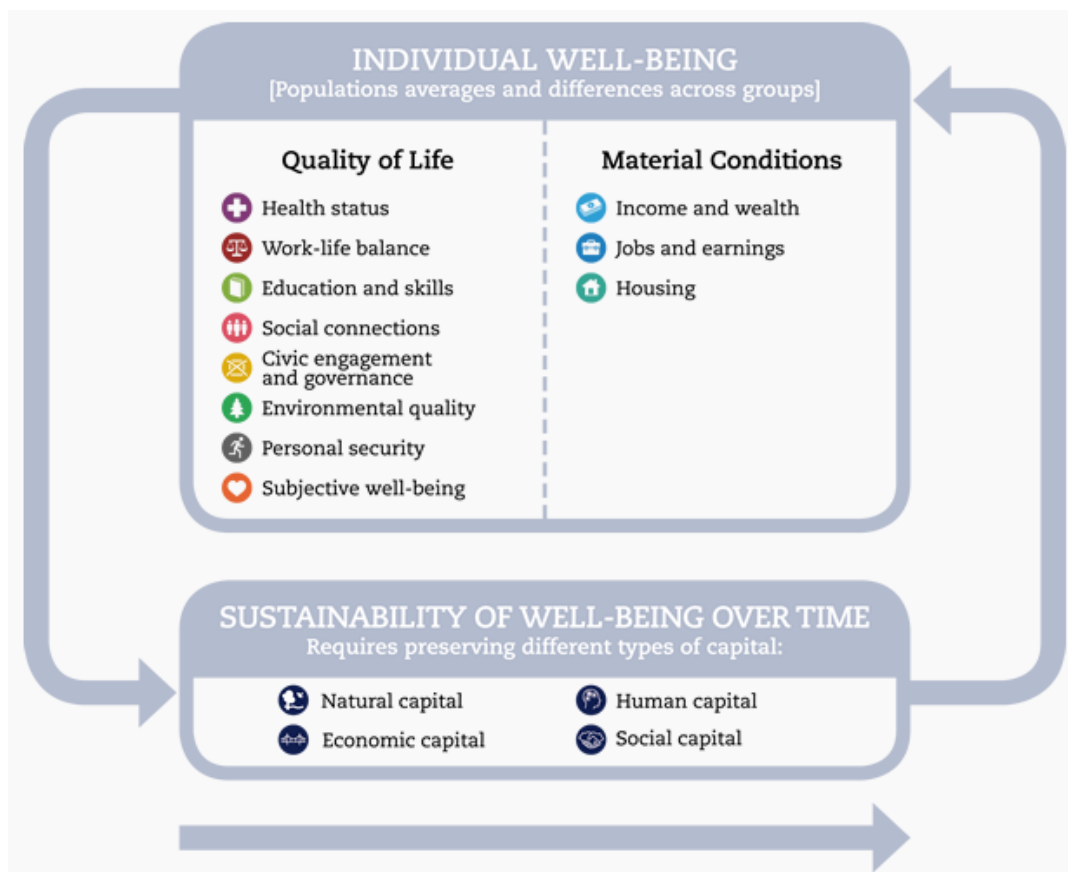 INDIVIDUAL WELL-BEING
[Populations averages and differences across groups]
Quality of Life
Health status
Work-life balance
Education and skills
Social connections
Civic engagement
and governance
Environmental quality
Personal security
Subjective well-being
Material Conditions
Income and wealth
Jobs and earnings
Housing
SUSTAINABILITY OF WELL-BEING OVER TIME
Requires preserving different types of capital:
Natural capital
Economic capital
Human capital
Social capital